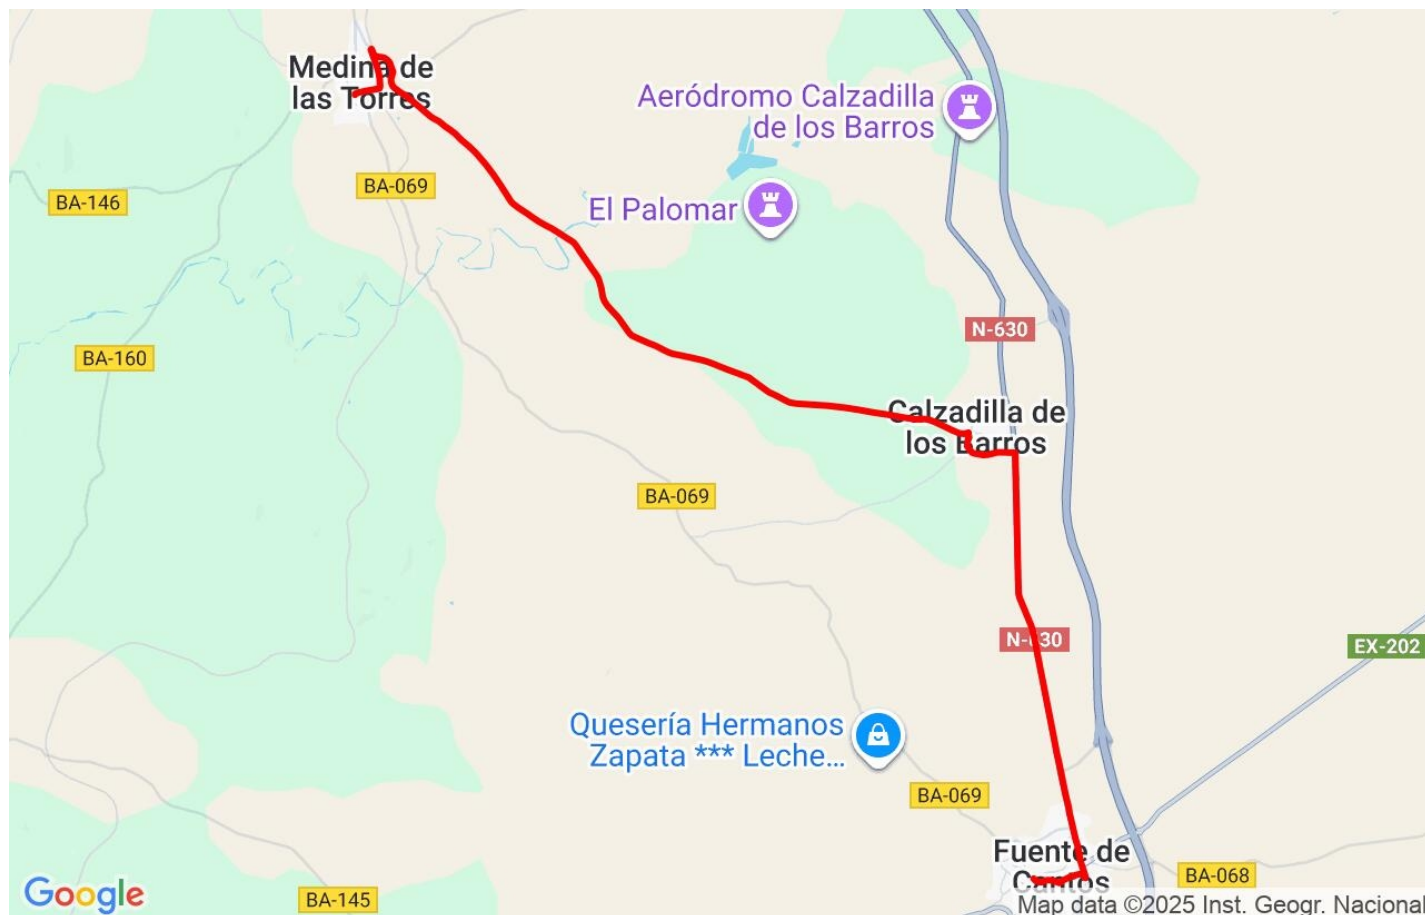 Medina de
las Torres
Aeródromo Calzadilla
de los Barros
BA-069
BA-146
El Palomar
N-630
BA-160
Calzadilla de
los Barros
BA-069
N-630
EX-202
Quesería Hermanos
Zapata *** Leche...
BA-069
Fuente de
Cantos
BA-068
Google
BA-145
Map data ©2025 Inst. Geogr. Nacional